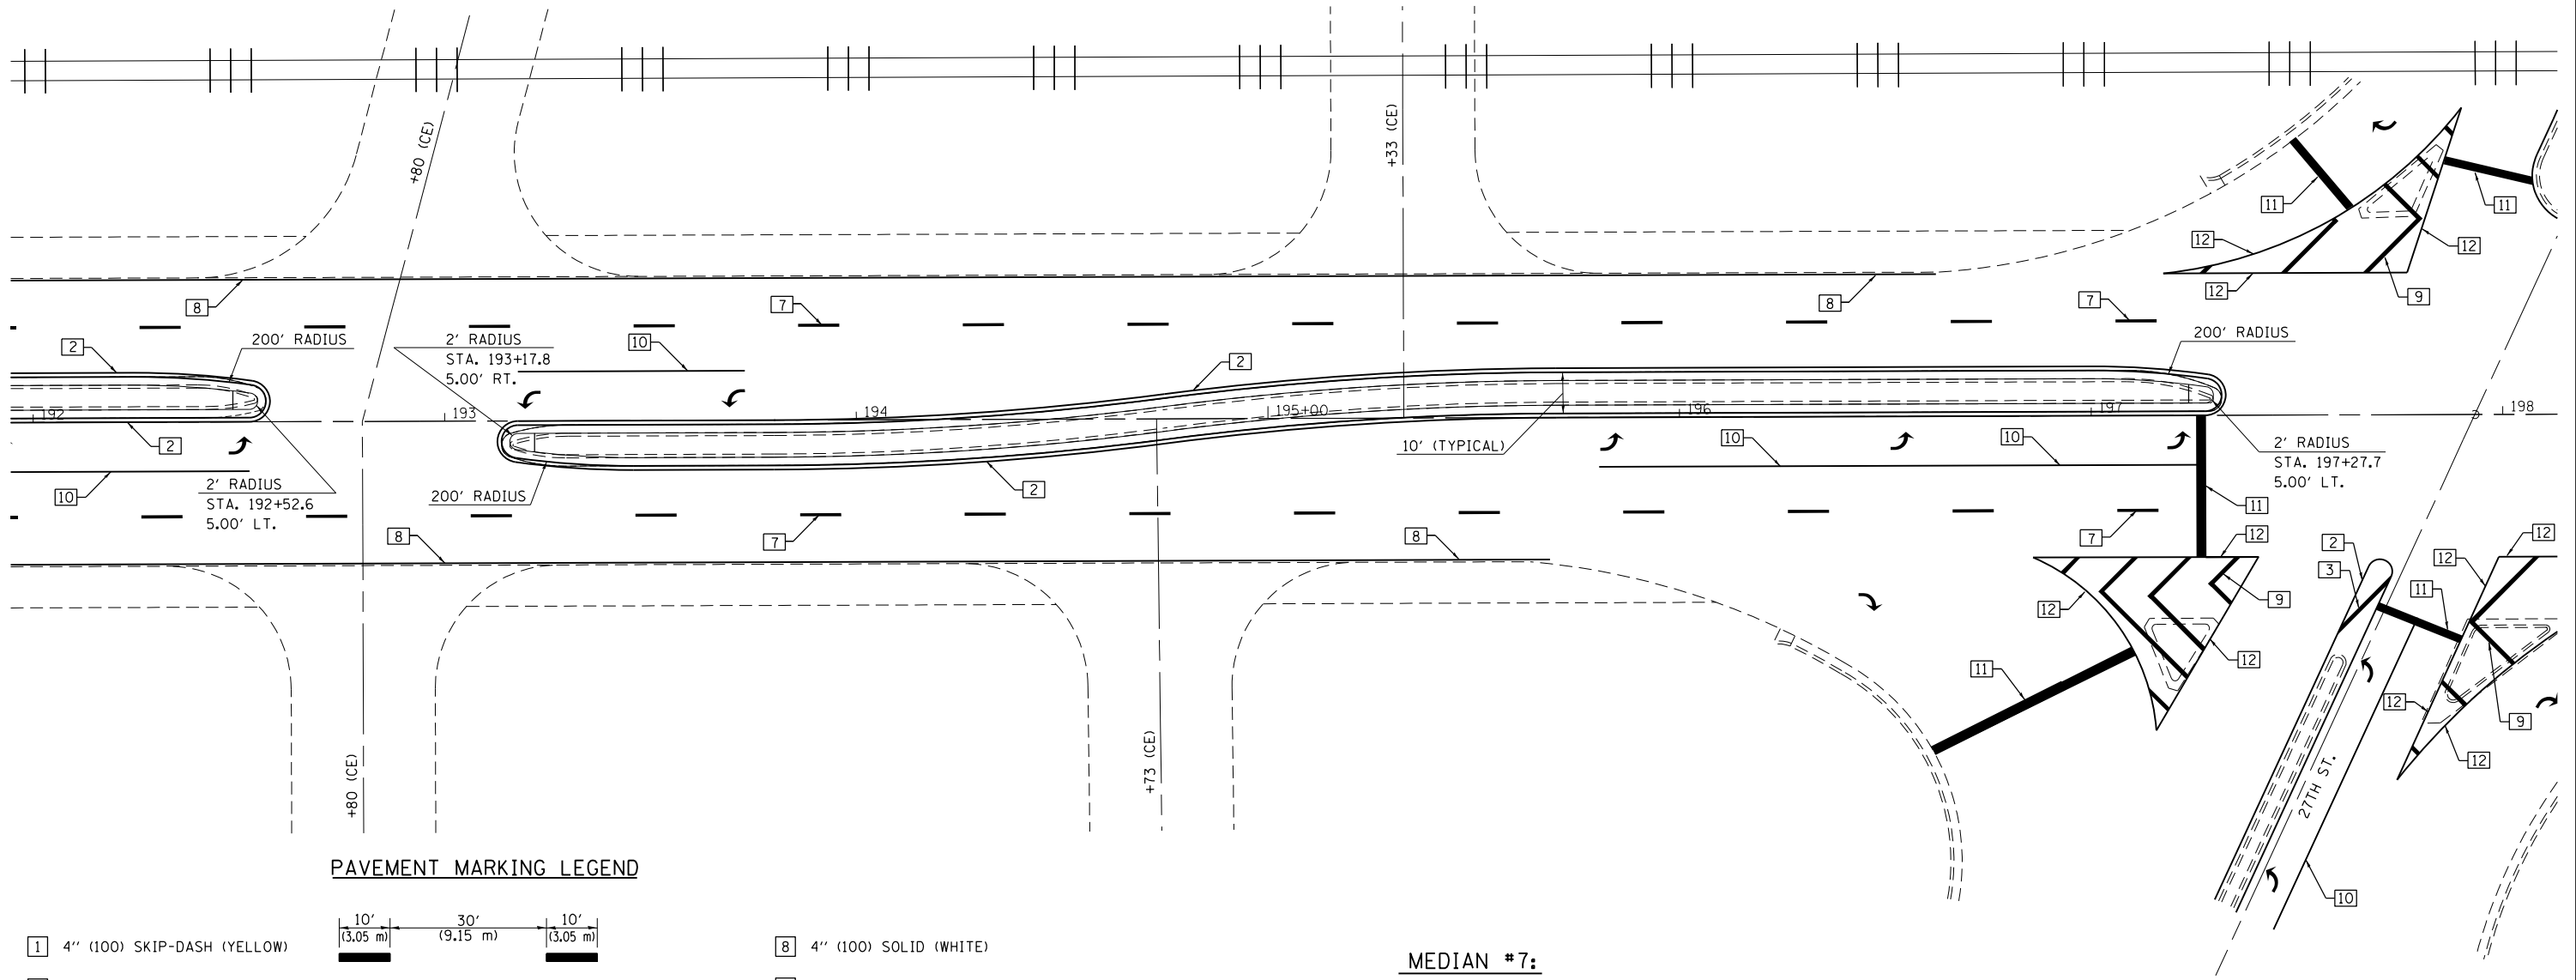 +80 (CE)
+33 (CE)
11
11
12
12
12
9
8
7
8
7
2
200' RADIUS
2' RADIUS
STA. 193+17.8
5.00' RT.
10
2
200' RADIUS
192
193
194
195+00
196
197
198
2
10
2' RADIUS
STA. 192+52.6
5.00' LT.
200' RADIUS
2
10' (TYPICAL)
10
10
2' RADIUS
STA. 197+27.7
5.00' LT.
11
8
7
8
7
12
12
9
12
11
2
3
12
12
11
12
9
12
27TH ST.
10
+80 (CE)
+73 (CE)
PAVEMENT MARKING LEGEND
10' 30' 10'
(3.05 m) (9.15 m) (3.05 m)
1 4" (100) SKIP-DASH (YELLOW)
8 4" (100) SOLID (WHITE)
MEDIAN #7: